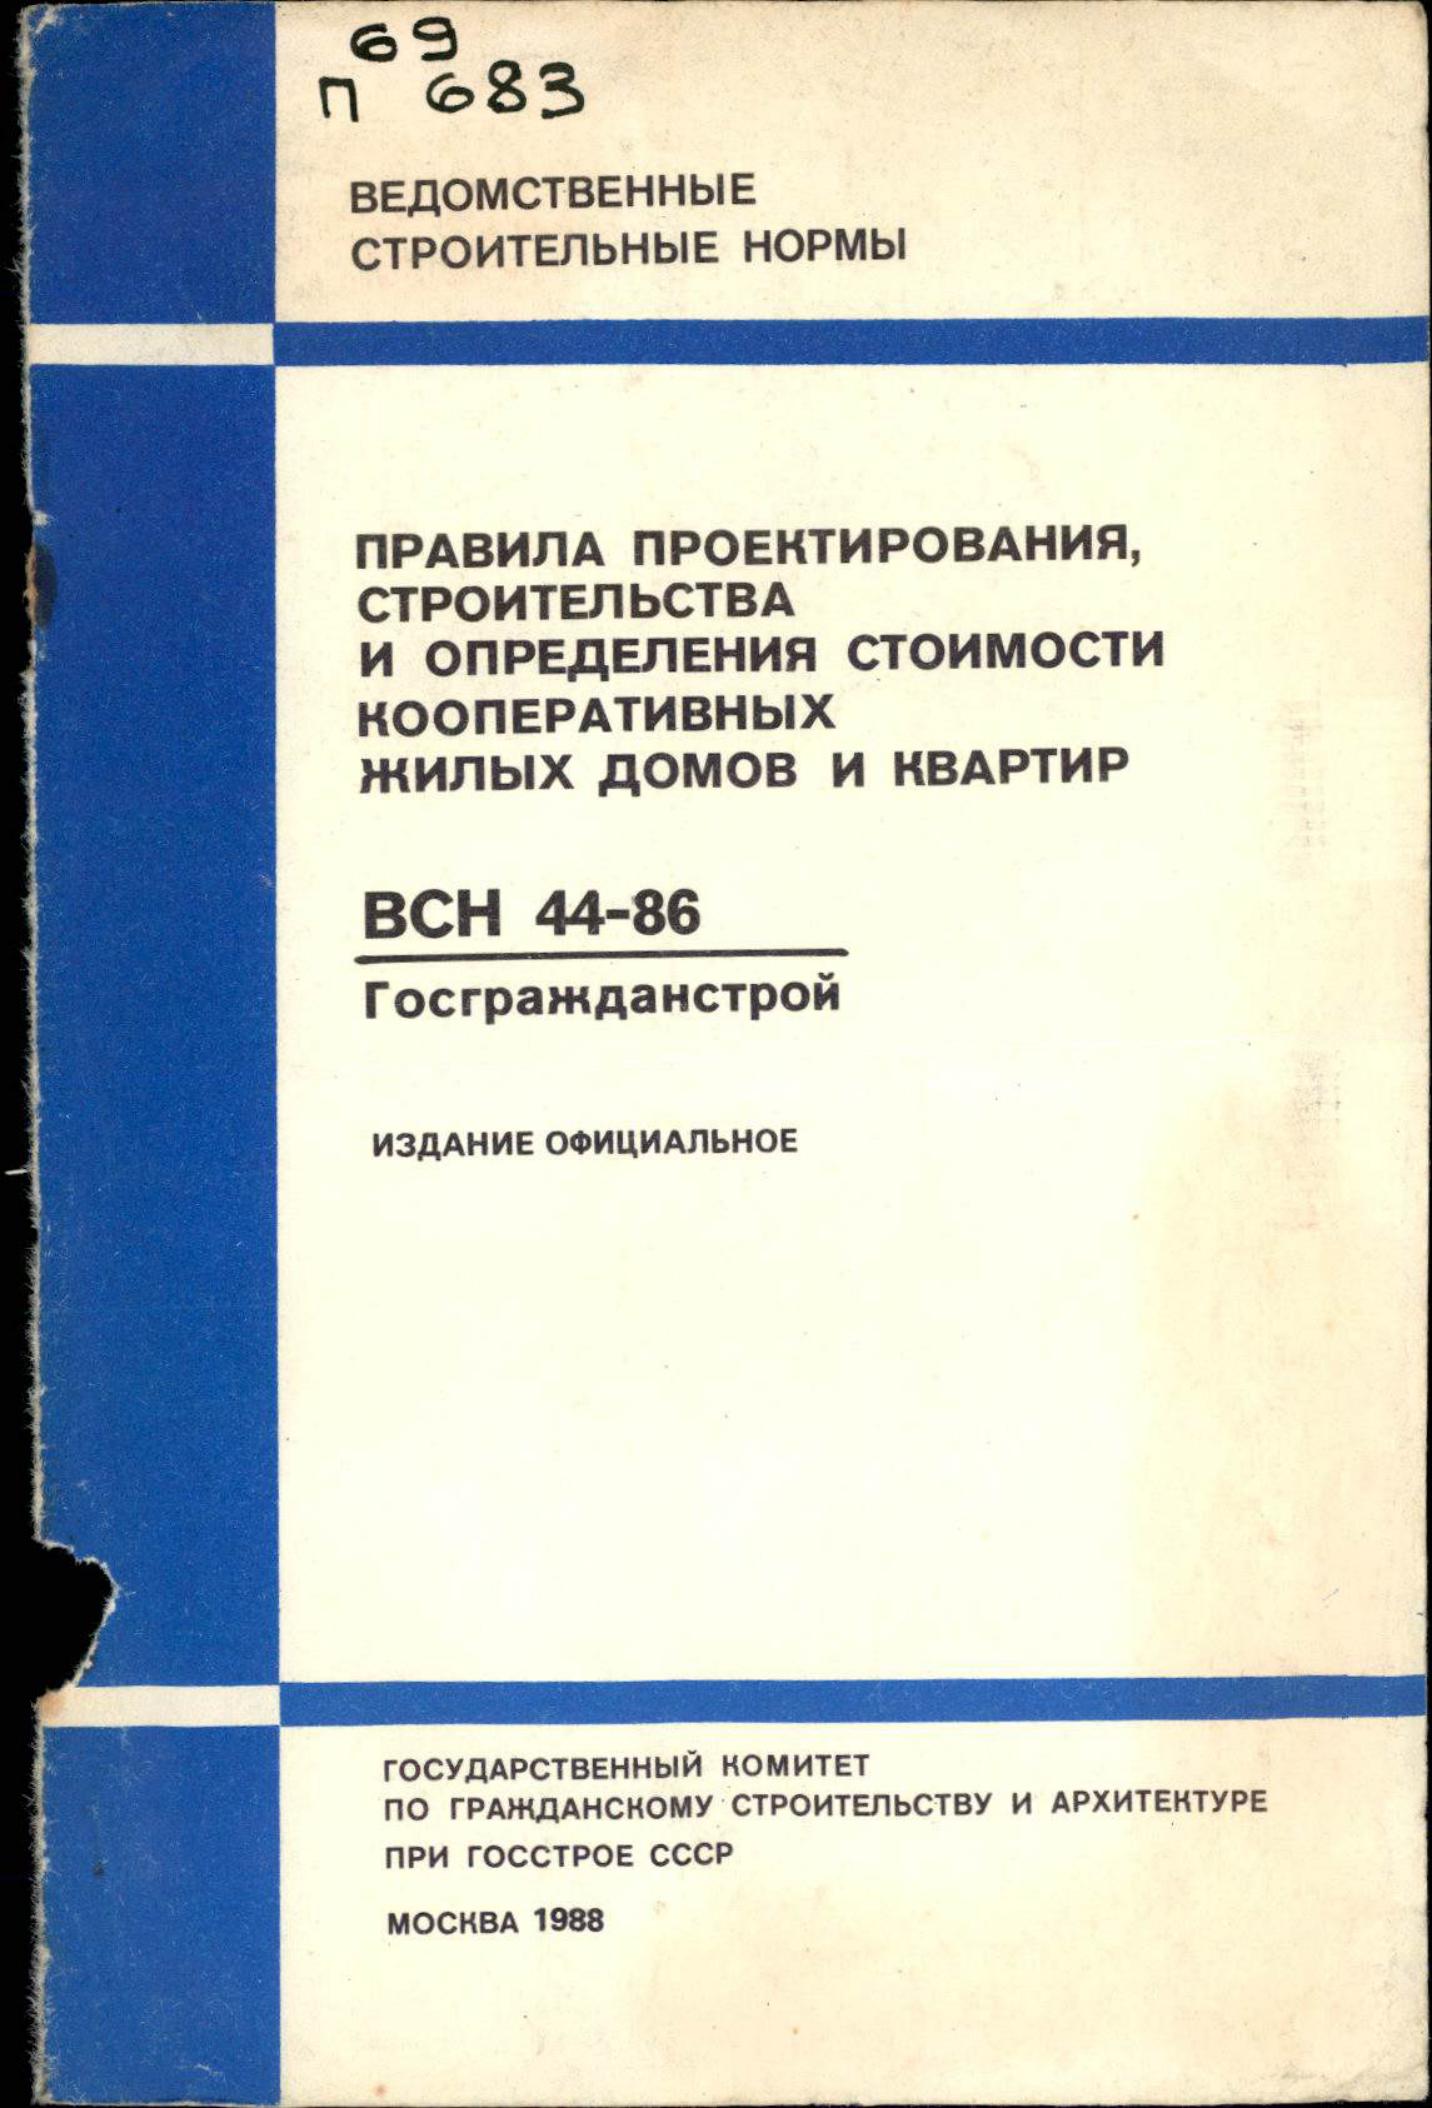 69
П 683
ВЕДОМСТВЕННЫЕ
СТРОИТЕЛЬНЫЕ НОРМЫ
ПРАВИЛА ПРОЕКТИРОВАНИЯ,
СТРОИТЕЛЬСТВА
И ОПРЕДЕЛЕНИЯ СТОИМОСТИ
КООПЕРАТИВНЫХ
ЖИЛЫХ ДОМОВ И КВАРТИР
ВСН 44-86
Госгражданстрой
ИЗДАНИЕ ОФИЦИАЛЬНОЕ
ГОСУДАРСТВЕННЫЙ КОМИТЕТ
ПО ГРАЖДАНСКОМУ СТРОИТЕЛЬСТВУ И АРХИТЕКТУРЕ
ПРИ ГОССТРОЕ СССР
МОСКВА 1988